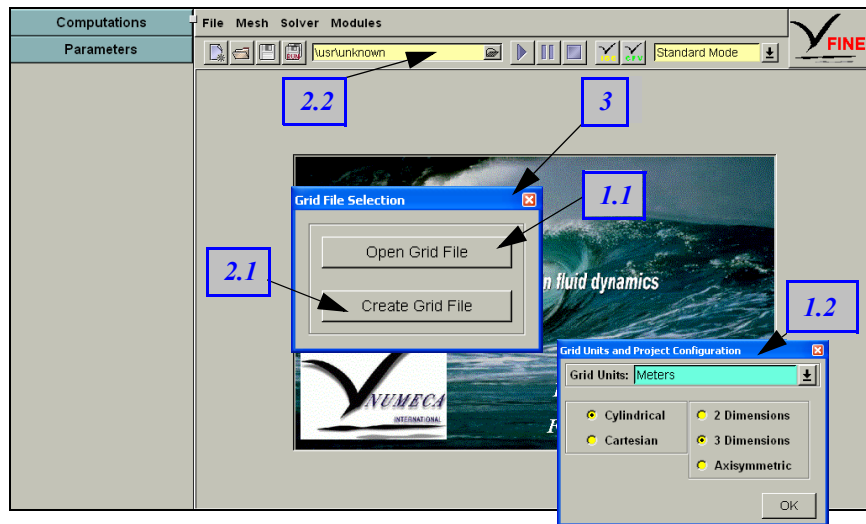 Computations
Parameters
File Mesh Solver Modules
\usr\unknown
Standard Mode
FINE
2.2
3
Grid File Selection
1.1
Open Grid File
2.1
Create Grid File
n fluid dynamics
1.2
Grid Units and Project Configuration
Grid Units: Meters
NUMECA
INTERNATIONAL
Cylindrical
2 Dimensions
Cartesian
3 Dimensions
Axisymmetric
OK